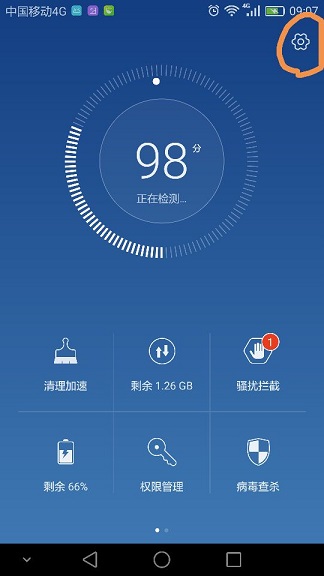 中国移动4G 4G 09:07
98分
正在检测...
1
清理加速 剩余 1.26 GB 骚扰拦截
剩余 66% 权限管理 病毒查杀